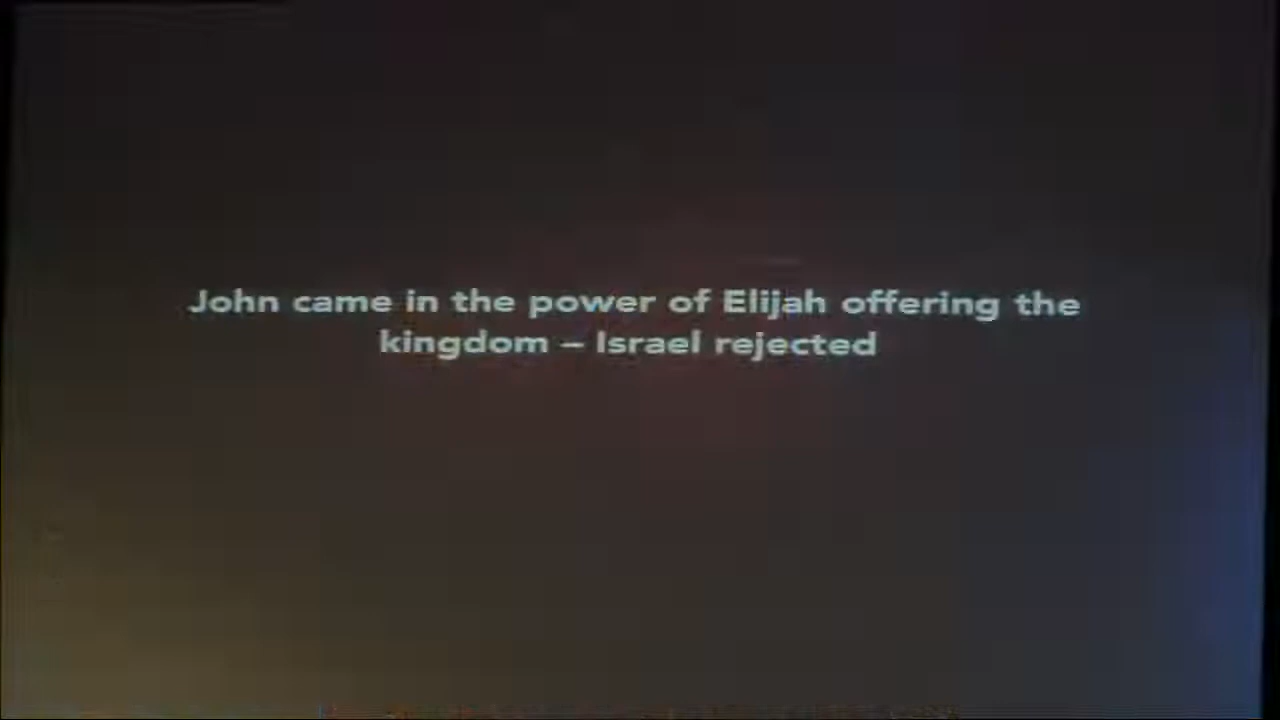 John came in the power of Elijah offering the
kingdom – Israel rejected